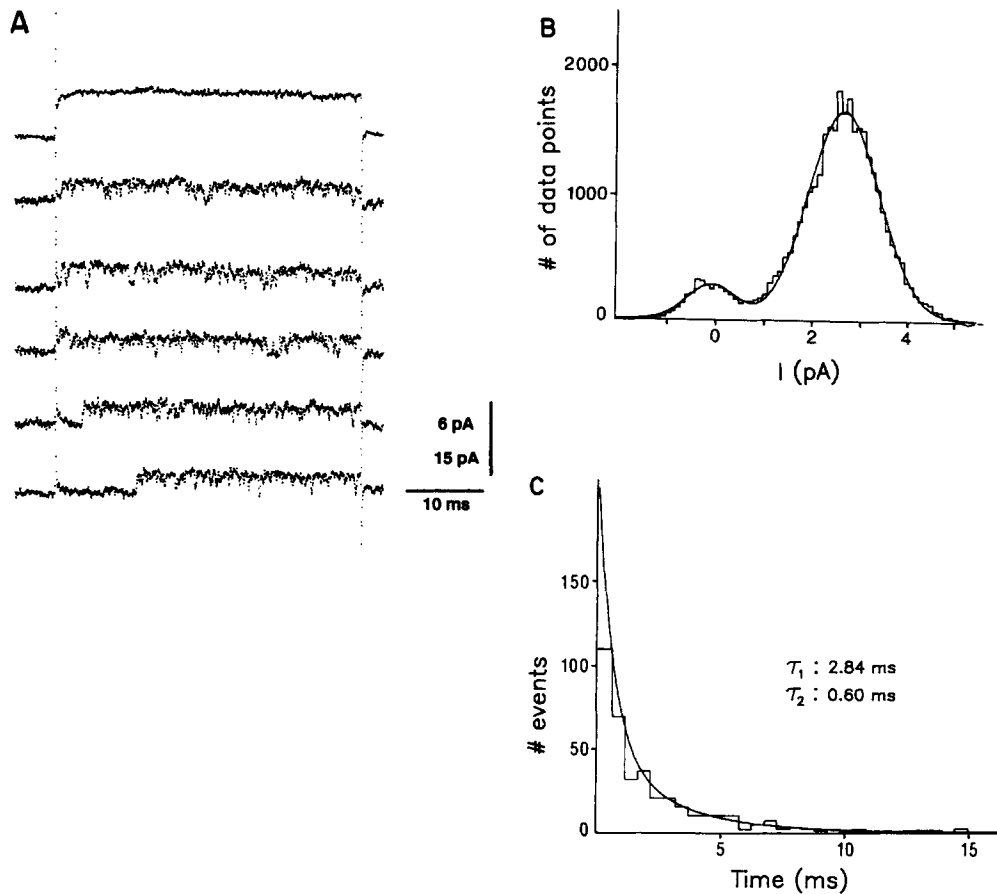 A
6 pA
15 pA
10 ms
B
# of data points
2000
1000
0
0 2 4
I (pA)
C
# events
150
100
50
0
τ1 : 2.84 ms
τ2 : 0.60 ms
5 10 15
Time (ms)